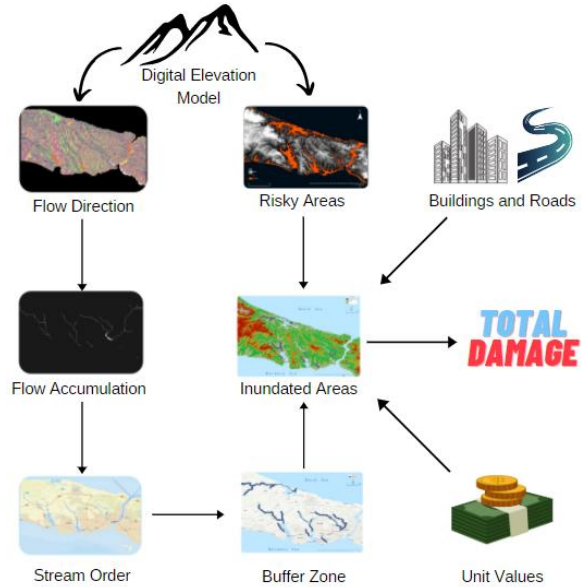 Digital Elevation
Model
Flow Direction
Risky Areas
Buildings and Roads
Flow Accumulation
Inundated Areas
TOTAL
DAMAGE
Stream Order
Buffer Zone
Unit Values